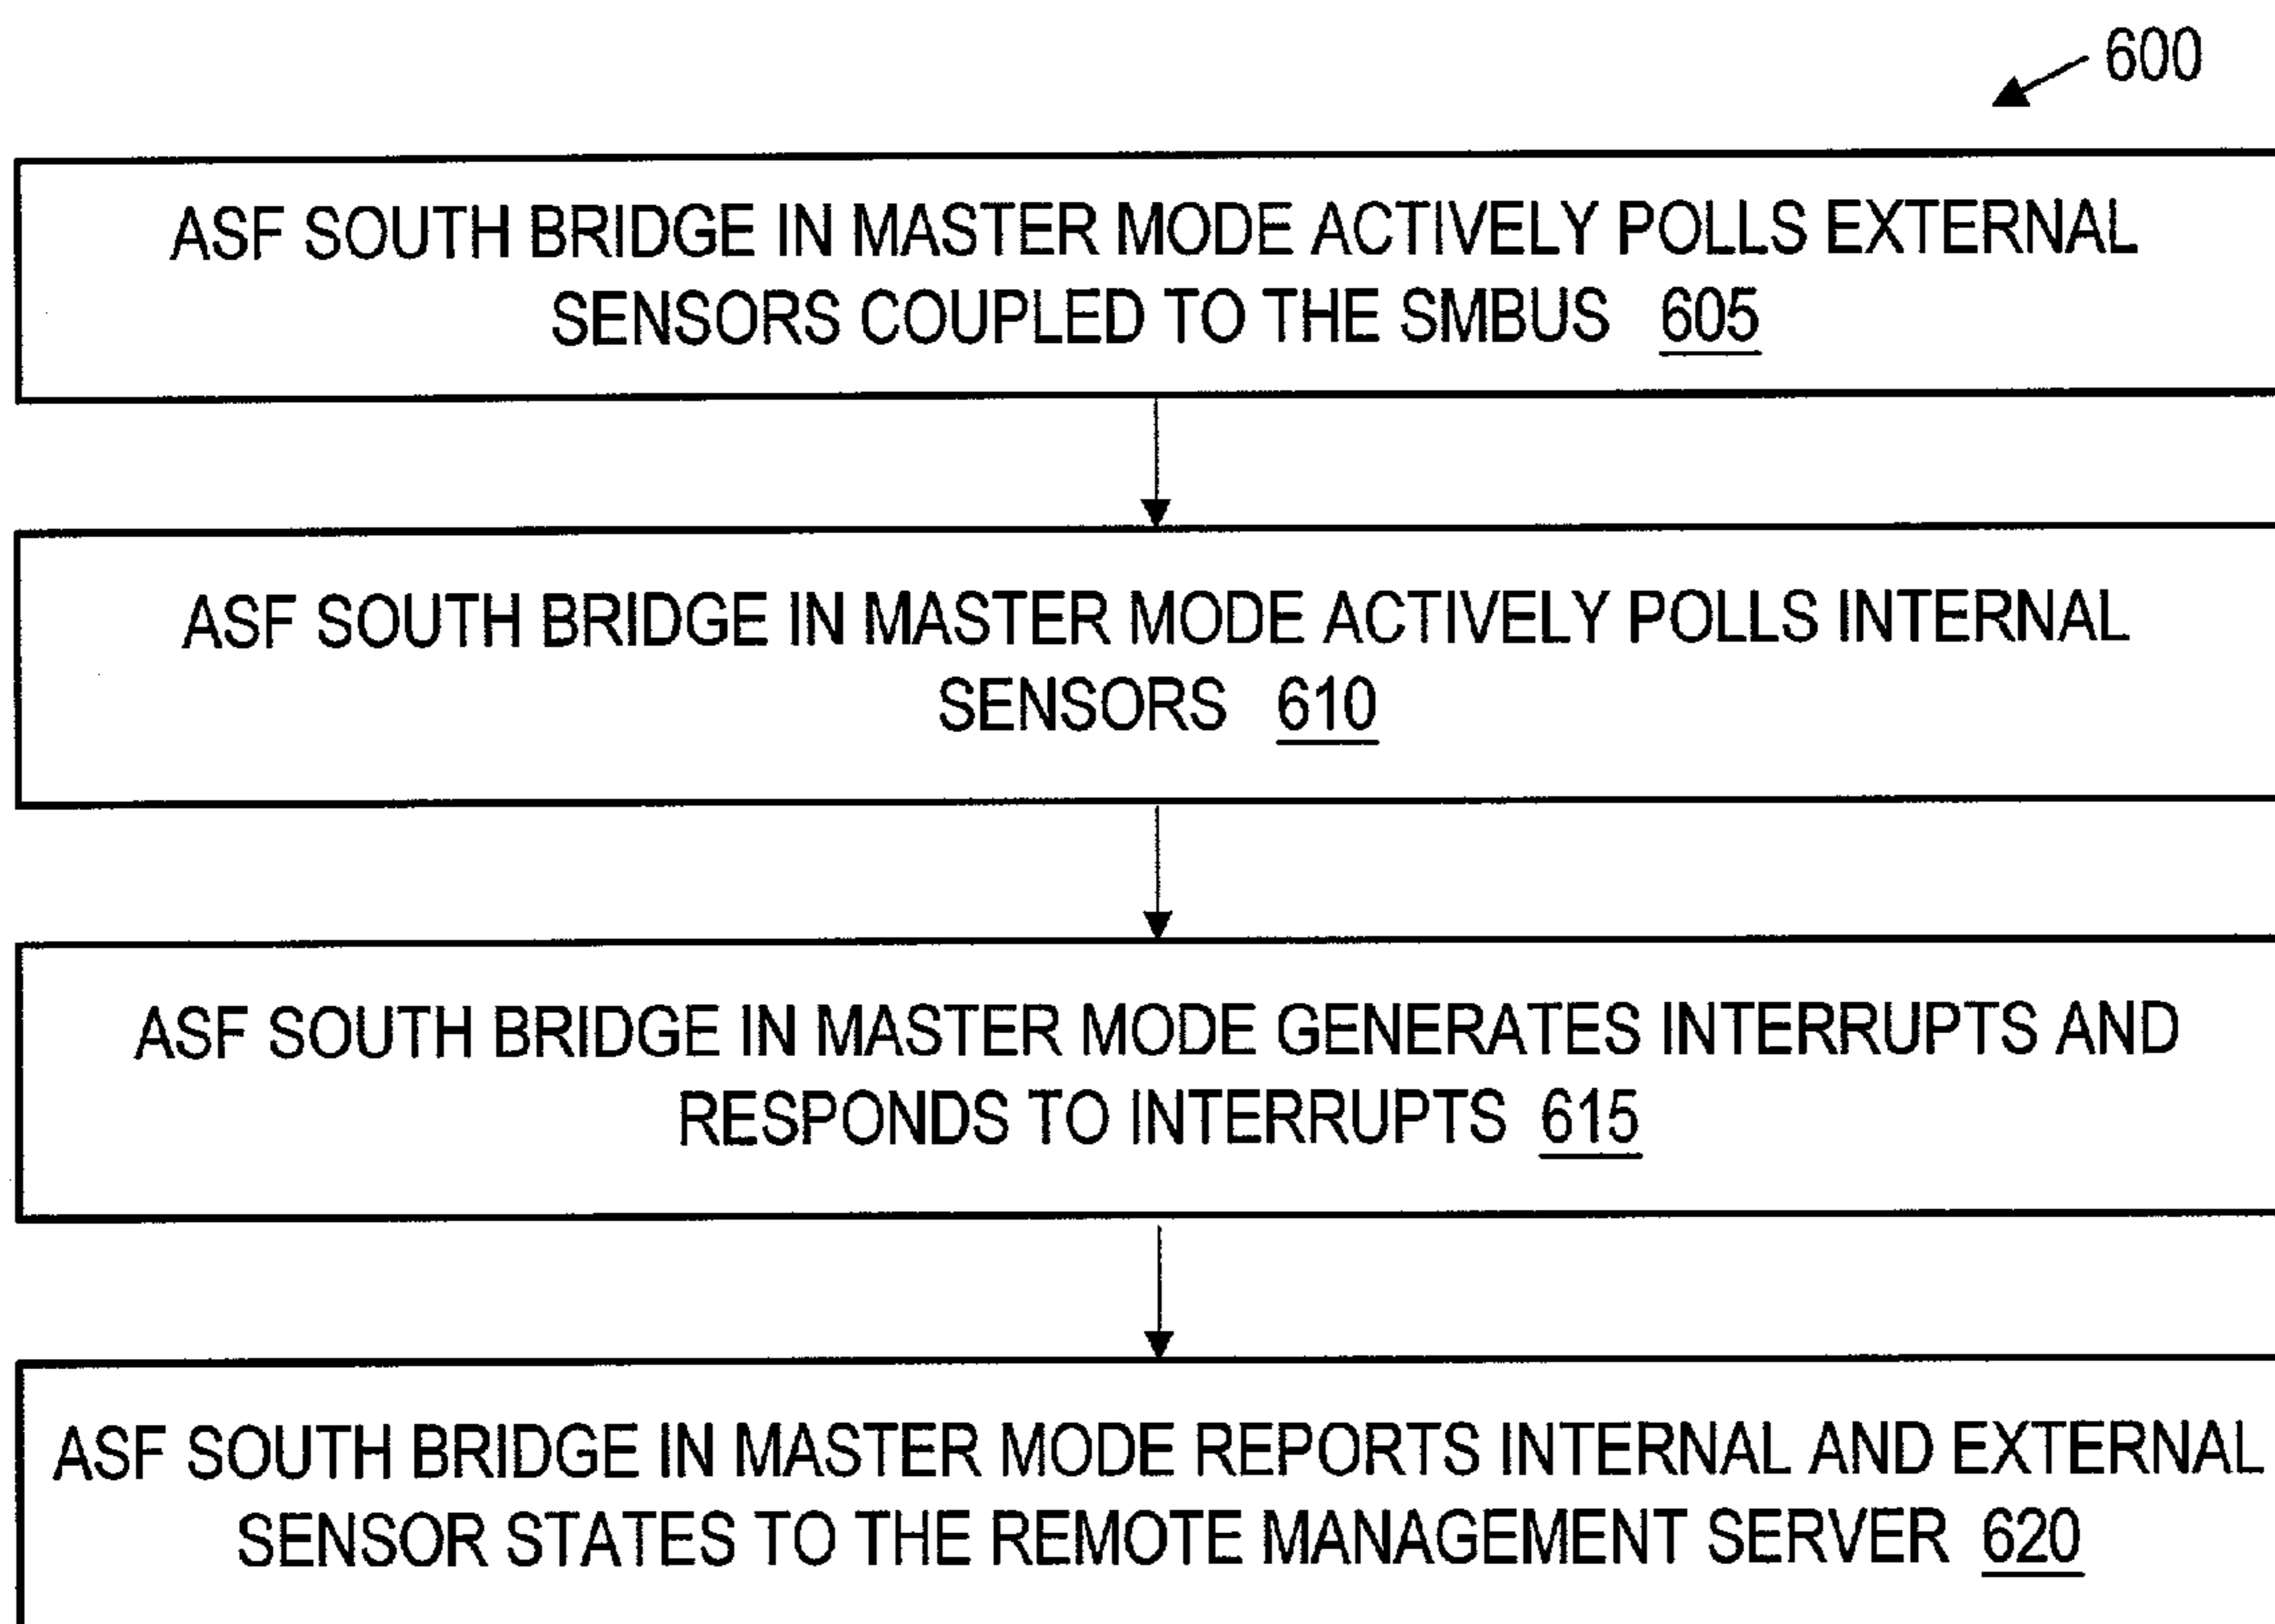 600
ASF SOUTH BRIDGE IN MASTER MODE ACTIVELY POLLS EXTERNAL
SENSORS COUPLED TO THE SMBUS 605
ASF SOUTH BRIDGE IN MASTER MODE ACTIVELY POLLS INTERNAL
SENSORS 610
ASF SOUTH BRIDGE IN MASTER MODE GENERATES INTERRUPTS AND
RESPONDS TO INTERRUPTS 615
ASF SOUTH BRIDGE IN MASTER MODE REPORTS INTERNAL AND EXTERNAL
SENSOR STATES TO THE REMOTE MANAGEMENT SERVER 620